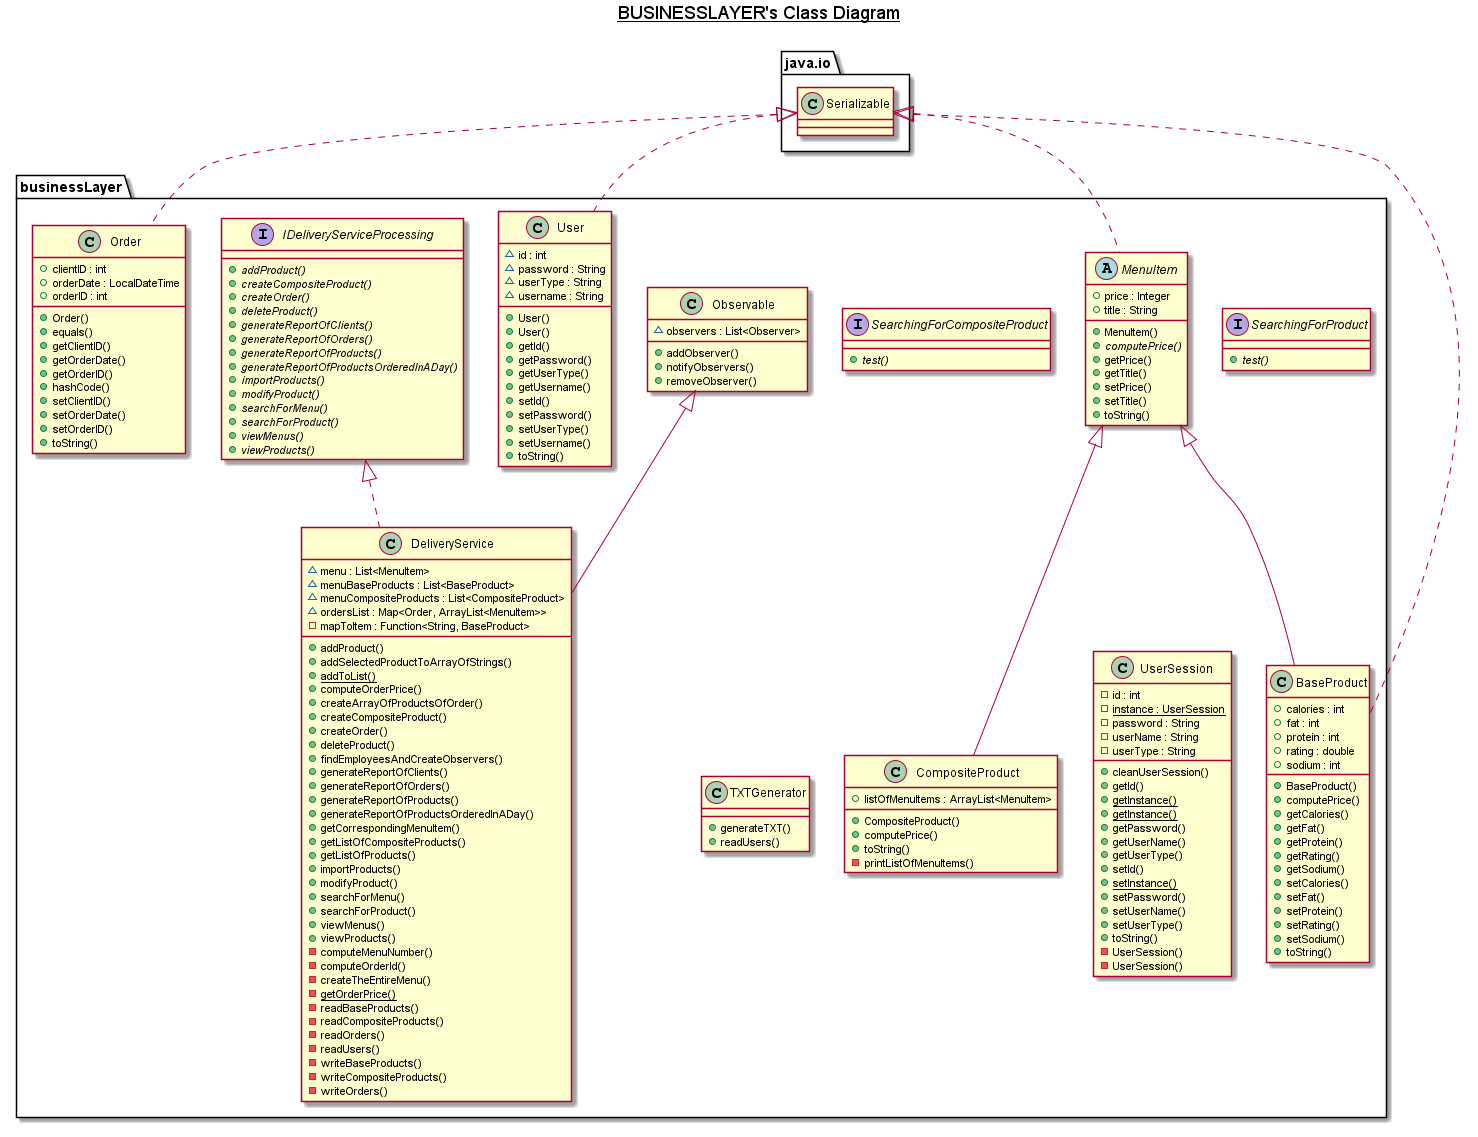 BUSINESSLAYER's Class Diagram
java.io
C Serializable
businessLayer
C Order
clientID : int
orderDate : LocalDateTime
orderID : int
Order()
equals()
getClientID()
getOrderDate()
getOrderID()
hashCode()
setClientID()
setOrderDate()
setOrderID()
toString()
I IDeliveryServiceProcessing
addProduct()
createCompositeProduct()
createOrder()
deleteProduct()
generateReportOfClients()
generateReportOfOrders()
generateReportOfProducts()
generateReportOfProductsOrderedInADay()
importProducts()
modifyProduct()
searchForMenu()
searchForProduct()
viewMenus()
viewProducts()
C User
id : int
password : String
userType : String
username : String
User()
User()
getId()
getPassword()
getUserType()
getUsername()
setId()
setPassword()
setUserType()
setUsername()
toString()
C Observable
observers : List<Observer>
addObserver()
notifyObservers()
removeObserver()
I SearchingForCompositeProduct
test()
A MenuItem
price : Integer
title : String
MenuItem()
computePrice()
getPrice()
getTitle()
setPrice()
setTitle()
toString()
I SearchingForProduct
test()
C DeliveryService
menu : List<MenuItem>
menuBaseProducts : List<BaseProduct>
menuCompositeProducts : List<CompositeProduct>
ordersList : Map<Order, ArrayList<MenuItem>>
mapToItem : Function<String, BaseProduct>
addProduct()
addSelectedProductToArrayOfStrings()
addToList()
computeOrderPrice()
createArrayOfProductsOfOrder()
createCompositeProduct()
createOrder()
deleteProduct()
findEmployeesAndCreateObservers()
generateReportOfClients()
generateReportOfOrders()
generateReportOfProducts()
generateReportOfProductsOrderedInADay()
getCorrespondingMenuItem()
getListOfCompositeProducts()
getListOfProducts()
importProducts()
modifyProduct()
searchForMenu()
searchForProduct()
viewMenus()
viewProducts()
computeMenuNumber()
computeOrderId()
createTheEntireMenu()
getOrderPrice()
readBaseProducts()
readCompositeProducts()
readOrders()
readUsers()
writeBaseProducts()
writeCompositeProducts()
writeOrders()
C TXTGenerator
generateTXT()
readUsers()
C CompositeProduct
listOfMenuItems : ArrayList<MenuItem>
CompositeProduct()
computePrice()
toString()
printListOfMenuItems()
C UserSession
id : int
instance : UserSession
password : String
userName : String
userType : String
cleanUserSession()
getId()
getInstance()
getInstance()
getPassword()
getUserName()
getUserType()
setId()
setInstance()
setPassword()
setUserName()
setUserType()
toString()
UserSession()
UserSession()
C BaseProduct
calories : int
fat : int
protein : int
rating : double
sodium : int
BaseProduct()
computePrice()
getCalories()
getFat()
getProtein()
getRating()
getSodium()
setCalories()
setFat()
setProtein()
setRating()
setSodium()
toString()